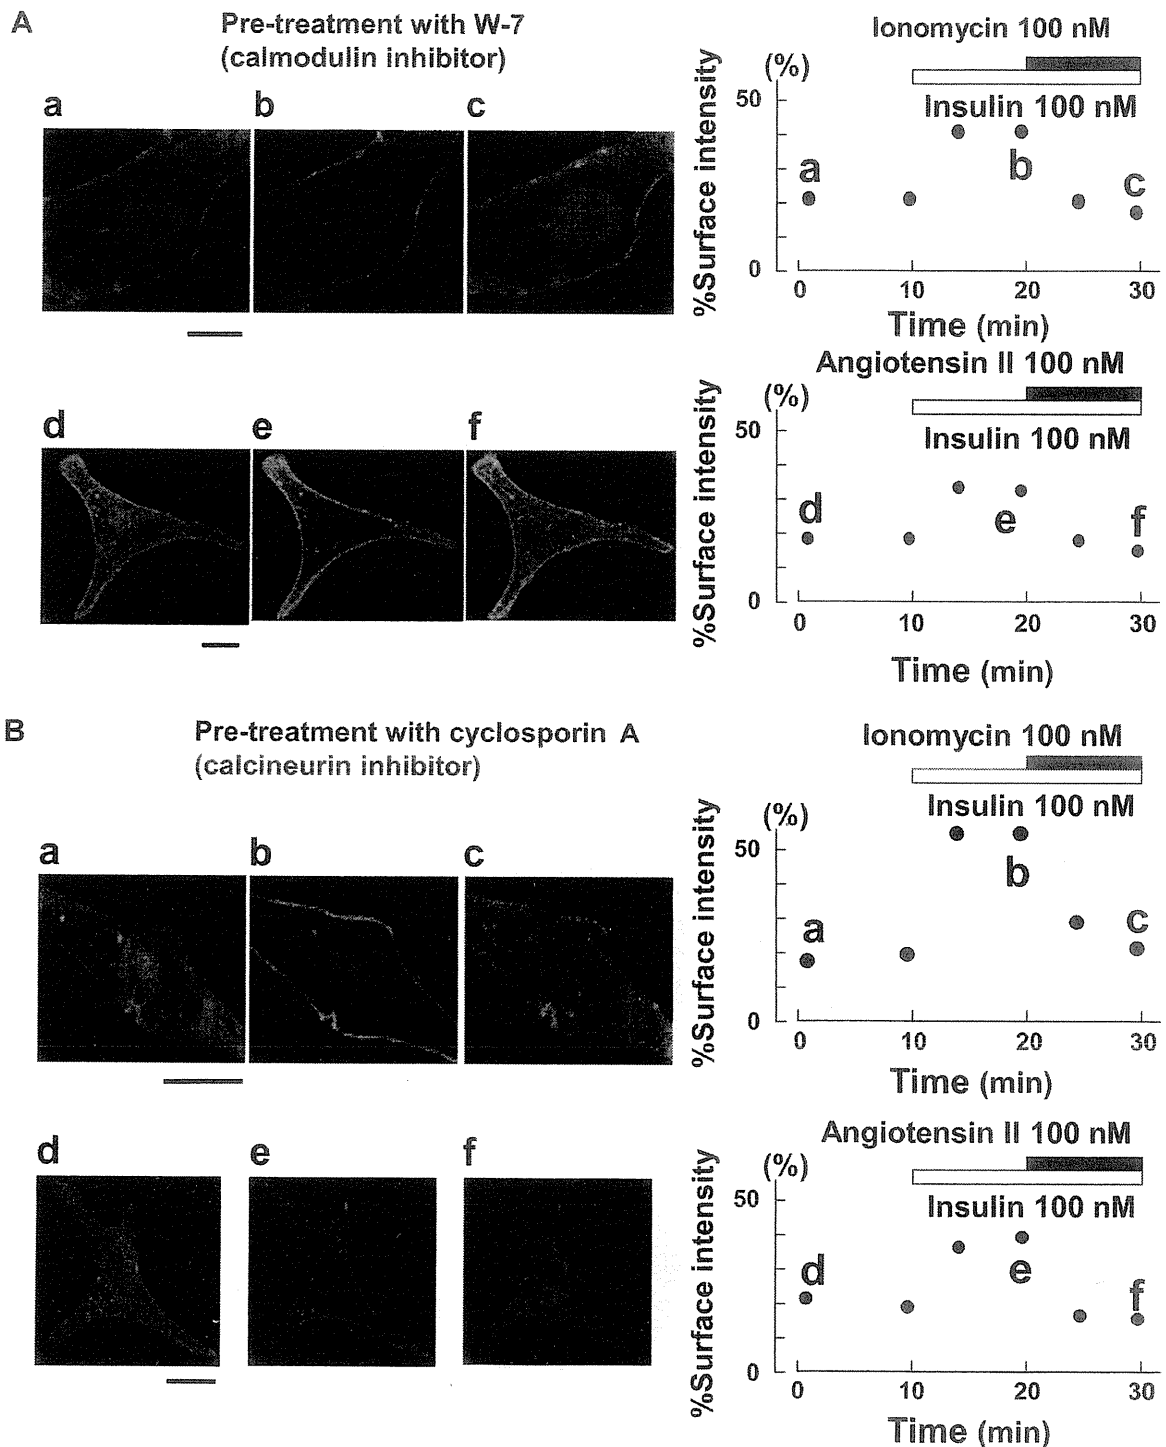 A
Pre-treatment with W-7
(calmodulin inhibitor)
a
b
c
Ionomycin 100 nM
Insulin 100 nM
(%)
50
0
%Surface intensity
a
b
c
0
10
20
30
Time (min)
d
e
f
Angiotensin II 100 nM
Insulin 100 nM
(%)
50
0
%Surface intensity
d
e
f
0
10
20
30
Time (min)
B
Pre-treatment with cyclosporin A
(calcineurin inhibitor)
a
b
c
Ionomycin 100 nM
Insulin 100 nM
(%)
50
0
%Surface intensity
a
b
c
0
10
20
30
Time (min)
d
e
f
Angiotensin II 100 nM
Insulin 100 nM
(%)
50
0
%Surface intensity
d
e
f
0
10
20
30
Time (min)